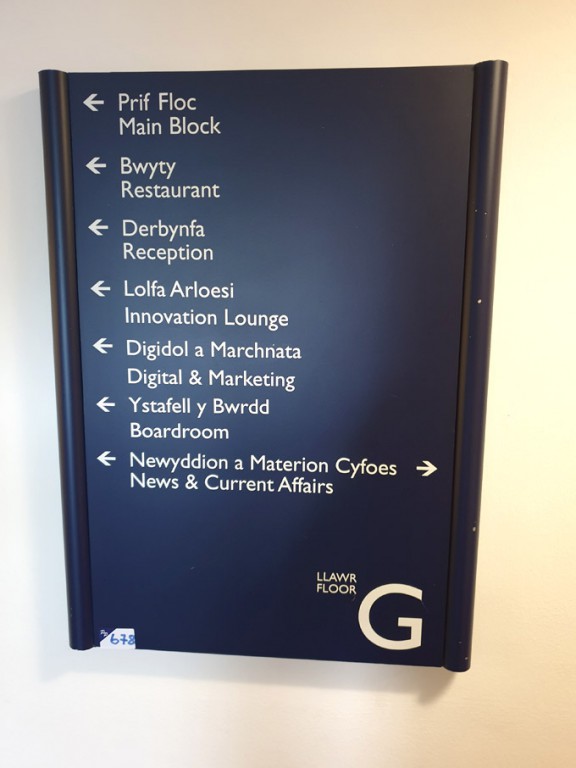 ← Prif Floc
Main Block
← Bwyty
Restaurant
← Derbynfa
Reception
← Lolfa Arloesi
Innovation Lounge
← Digidol a Marchnata
Digital & Marketing
← Ystafell y Bwrdd
Boardroom
← Newyddion a Materion Cyfoes →
News & Current Affairs
LLAWR
FLOOR
G
678